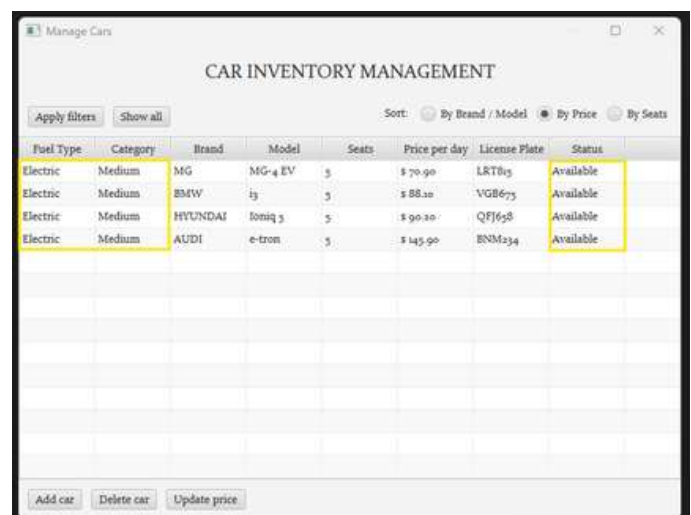 Manage Cars
CAR INVENTORY MANAGEMENT
Apply filters Show all Sort: By Brand / Model By Price By Seats
Fuel Type Category Brand Model Seats Price per day License Plate Status
Electric Medium MG MG-4 EV 5 $ 70.90 LRT815 Available
Electric Medium BMW i3 5 $ 88.10 VGB675 Available
Electric Medium HYUNDAI Ioniq 5 5 $ 90.20 QFJ658 Available
Electric Medium AUDI e-tron 5 $ 145.90 BNM234 Available
Add car Delete car Update price